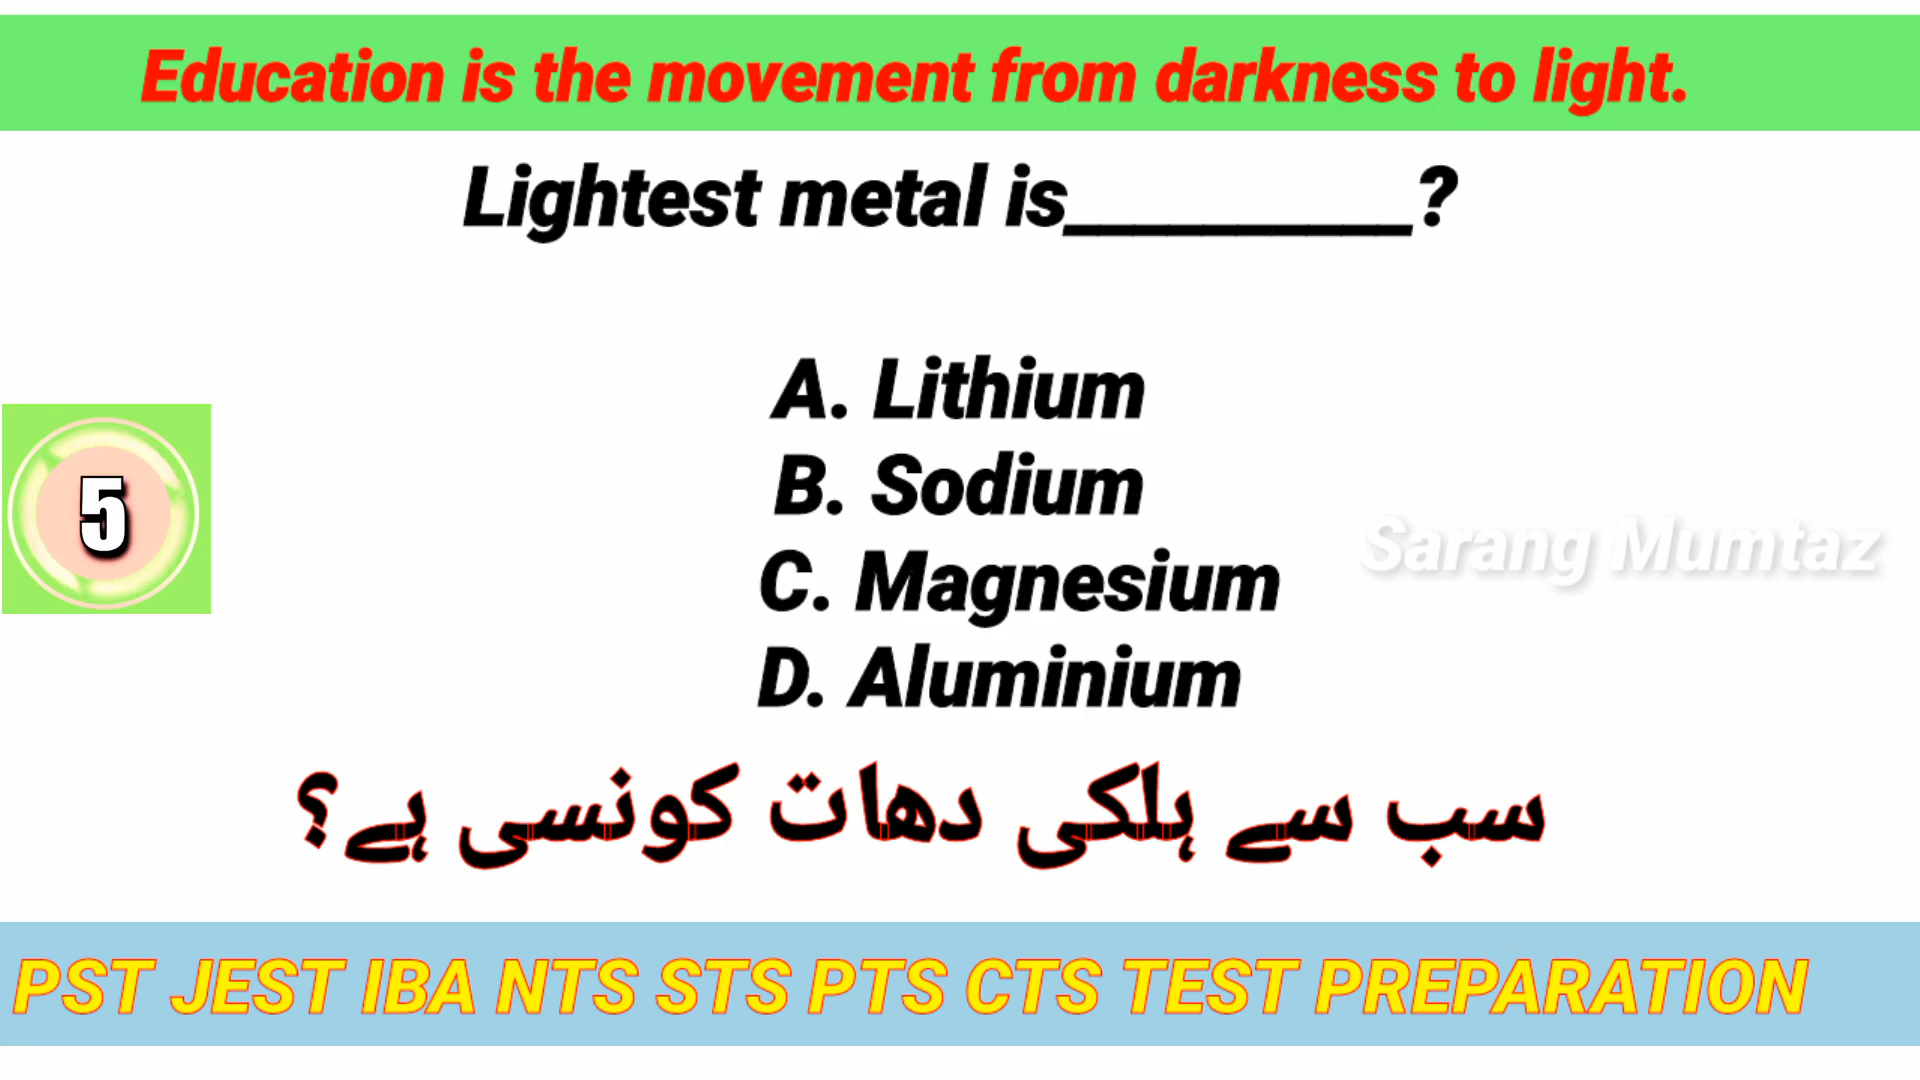 Education is the movement from darkness to light.
Lightest metal is__________?
A. Lithium
B. Sodium
5
Sarang Mumtaz
C. Magnesium
D. Aluminium
سب سے ہلکی دھات کونسی ہے؟
PST JEST IBA NTS STS PTS CTS TEST PREPARATION